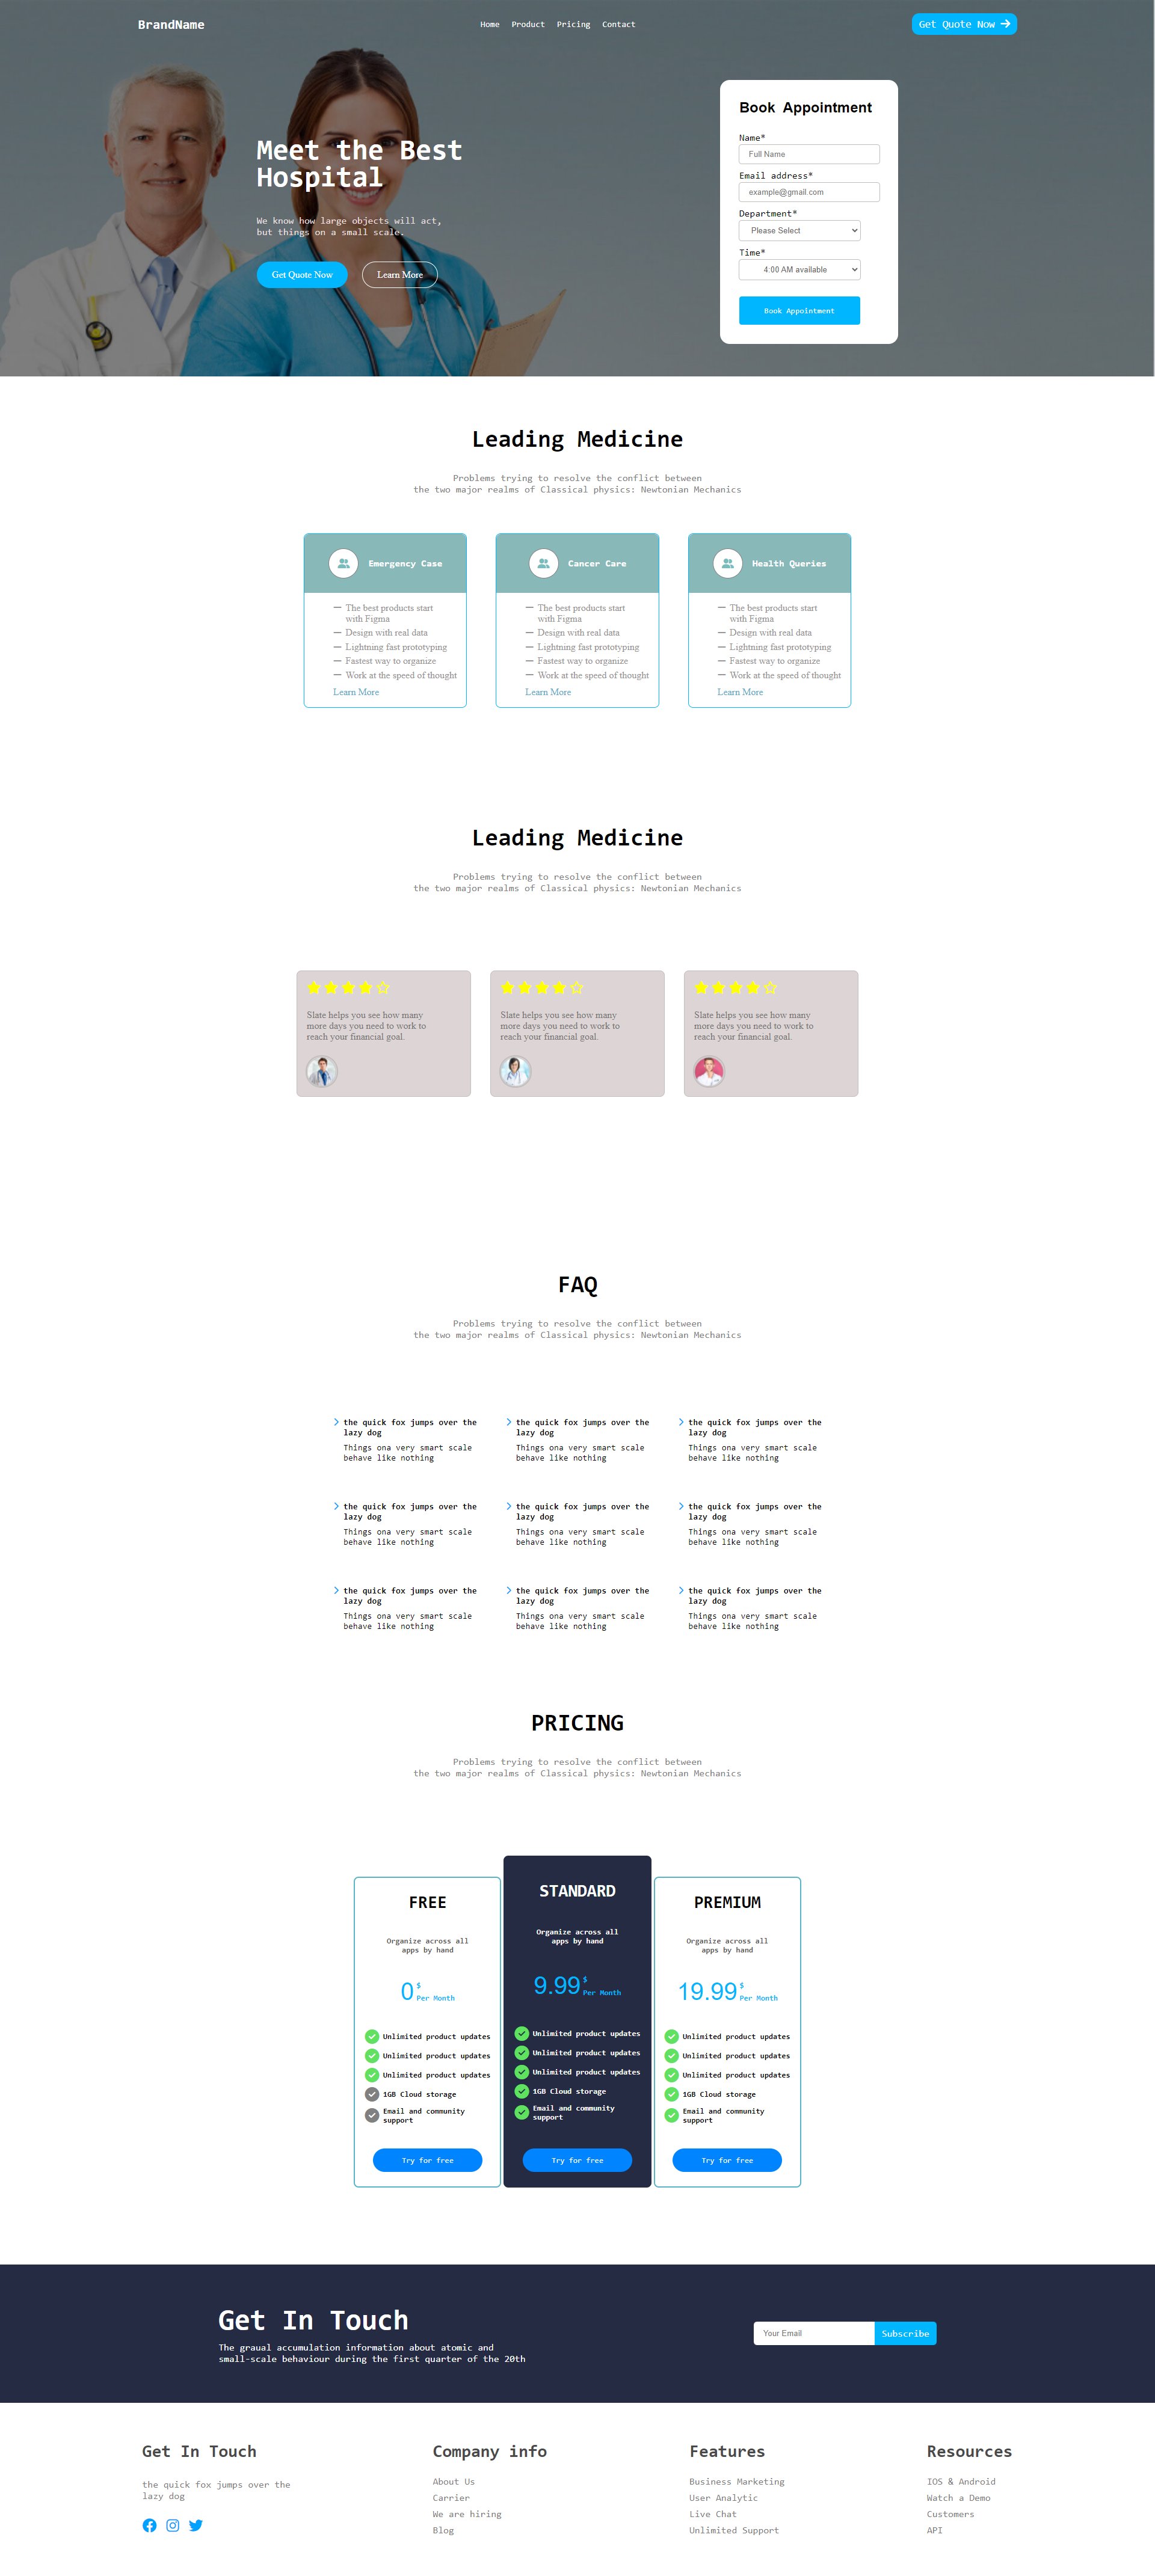 BrandName
Home Product Pricing Contact
Get Quote Now
Meet the Best
Hospital
We know how large objects will act,
but things on a small scale.
Get Quote Now
Learn More
Book Appointment
Name*
Full Name
Email address*
example@gmail.com
Department*
Please Select
Time*
4:00 AM available
Book Appointment
Leading Medicine
Problems trying to resolve the conflict between
the two major realms of Classical physics: Newtonian Mechanics
Emergency Case
The best products start
with Figma
Design with real data
Lightning fast prototyping
Fastest way to organize
Work at the speed of thought
Learn More
Cancer Care
The best products start
with Figma
Design with real data
Lightning fast prototyping
Fastest way to organize
Work at the speed of thought
Learn More
Health Queries
The best products start
with Figma
Design with real data
Lightning fast prototyping
Fastest way to organize
Work at the speed of thought
Learn More
Leading Medicine
Problems trying to resolve the conflict between
the two major realms of Classical physics: Newtonian Mechanics
Slate helps you see how many
more days you need to work to
reach your financial goal.
Slate helps you see how many
more days you need to work to
reach your financial goal.
Slate helps you see how many
more days you need to work to
reach your financial goal.
FAQ
Problems trying to resolve the conflict between
the two major realms of Classical physics: Newtonian Mechanics
the quick fox jumps over the
lazy dog
Things ona very smart scale
behave like nothing
the quick fox jumps over the
lazy dog
Things ona very smart scale
behave like nothing
the quick fox jumps over the
lazy dog
Things ona very smart scale
behave like nothing
the quick fox jumps over the
lazy dog
Things ona very smart scale
behave like nothing
the quick fox jumps over the
lazy dog
Things ona very smart scale
behave like nothing
the quick fox jumps over the
lazy dog
Things ona very smart scale
behave like nothing
the quick fox jumps over the
lazy dog
Things ona very smart scale
behave like nothing
the quick fox jumps over the
lazy dog
Things ona very smart scale
behave like nothing
the quick fox jumps over the
lazy dog
Things ona very smart scale
behave like nothing
PRICING
Problems trying to resolve the conflict between
the two major realms of Classical physics: Newtonian Mechanics
FREE
Organize across all
apps by hand
0 $
Per Month
Unlimited product updates
Unlimited product updates
Unlimited product updates
1GB Cloud storage
Email and community
support
Try for free
STANDARD
Organize across all
apps by hand
9.99 $
Per Month
Unlimited product updates
Unlimited product updates
Unlimited product updates
1GB Cloud storage
Email and community
support
Try for free
PREMIUM
Organize across all
apps by hand
19.99 $
Per Month
Unlimited product updates
Unlimited product updates
Unlimited product updates
1GB Cloud storage
Email and community
support
Try for free
Get In Touch
The graual accumulation information about atomic and
small-scale behaviour during the first quarter of the 20th
Your Email
Subscribe
Get In Touch
the quick fox jumps over the
lazy dog
Company info
About Us
Carrier
We are hiring
Blog
Features
Business Marketing
User Analytic
Live Chat
Unlimited Support
Resources
IOS & Android
Watch a Demo
Customers
API